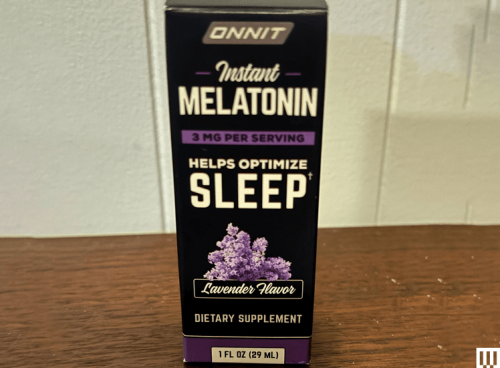 ONNIT
Instant
MELATONIN
3 MG PER SERVING
HELPS OPTIMIZE
SLEEP†
Lavender Flavor
DIETARY SUPPLEMENT
1 FL OZ (29 ML)